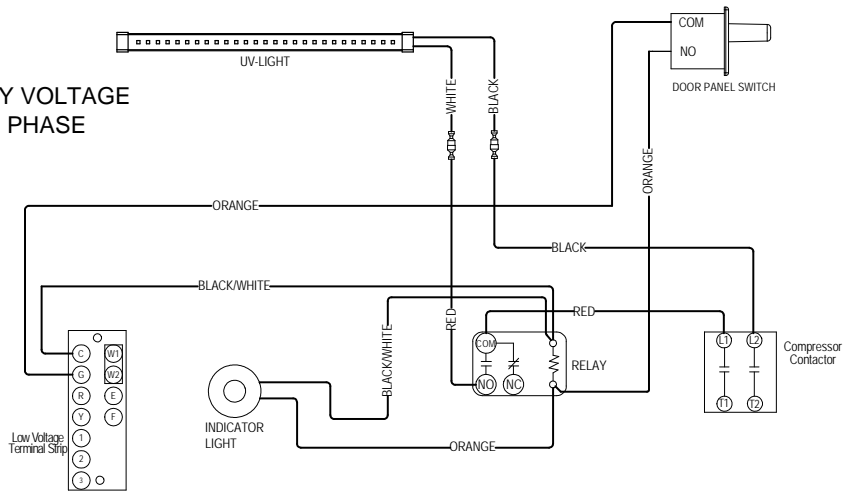 COM
NO
DOOR PANEL SWITCH
UV-LIGHT
Y VOLTAGE
PHASE
WHITE
BLACK
ORANGE
ORANGE
BLACK
BLACK/WHITE
RED
RED
BLACK/WHITE
COM
NO
NC
RELAY
L1
L2
T1
T2
Compressor
Contactor
C
W1
G
W2
R
E
Y
F
1
2
3
Low Voltage
Terminal Strip
INDICATOR
LIGHT
ORANGE